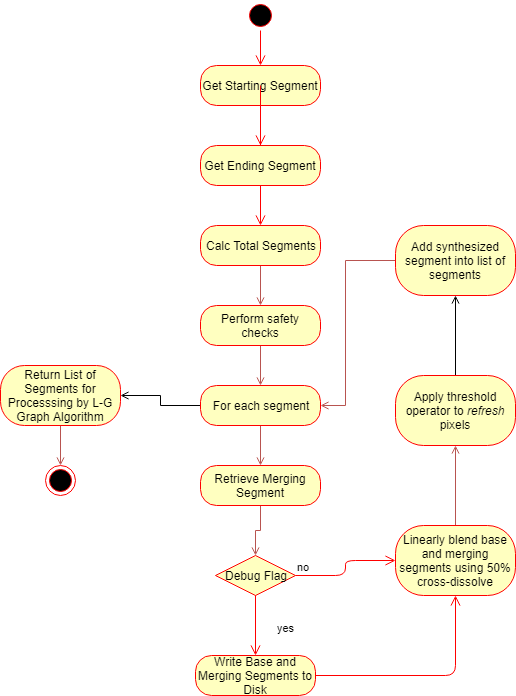 Get Starting Segment
Get Ending Segment
Calc Total Segments
Perform safety
checks
For each segment
Return List of
Segments for
Processsing by L-G
Graph Algorithm
Retrieve Merging
Segment
Debug Flag
no
yes
Write Base and
Merging Segments to
Disk
Linearly blend base
and merging
segments using 50%
cross-dissolve
Apply threshold
operator to refresh
pixels
Add synthesized
segment into list of
segments